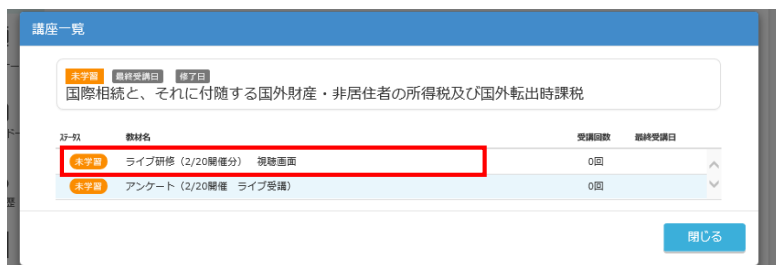 講座一覧
未学習 最終受講日 修了日
国際相続と、それに付随する国外財産・非居住者の所得税及び国外転出時課税
ステータス 教材名 受講回数 最終受講日
未学習 ライブ研修（2/20開催分） 視聴画面 0回
未学習 アンケート（2/20開催 ライブ受講） 0回
閉じる